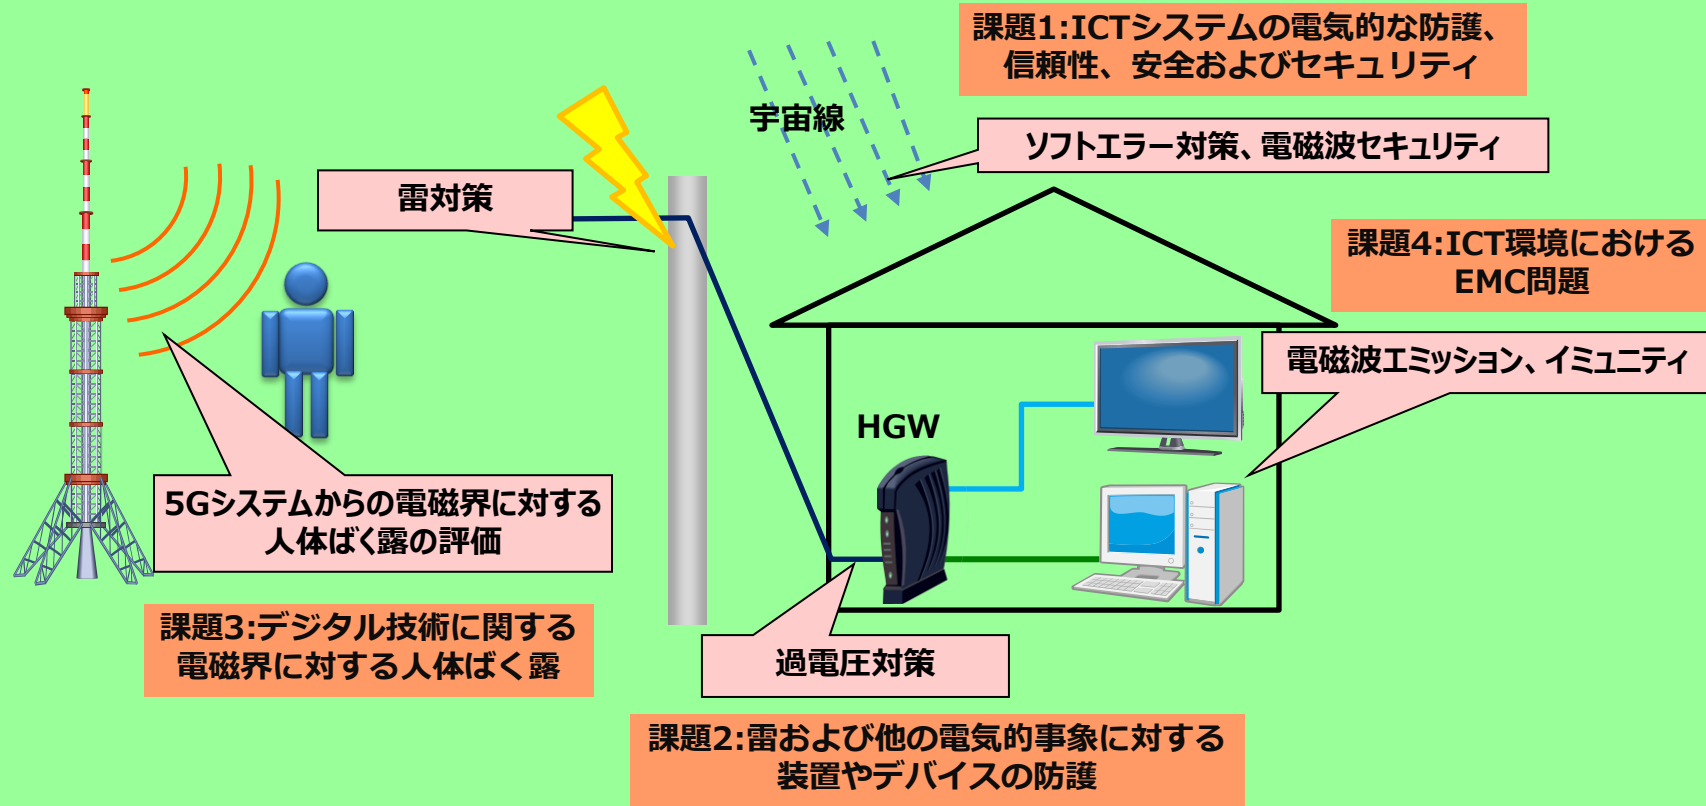 課題1:ICTシステムの電気的な防護、
信頼性、安全およびセキュリティ
宇宙線
ソフトエラー対策、電磁波セキュリティ
雷対策
課題4:ICT環境における
EMC問題
電磁波エミッション、イミュニティ
HGW
5Gシステムからの電磁界に対する
人体ばく露の評価
課題3:デジタル技術に関する
電磁界に対する人体ばく露
過電圧対策
課題2:雷および他の電気的事象に対する
装置やデバイスの防護